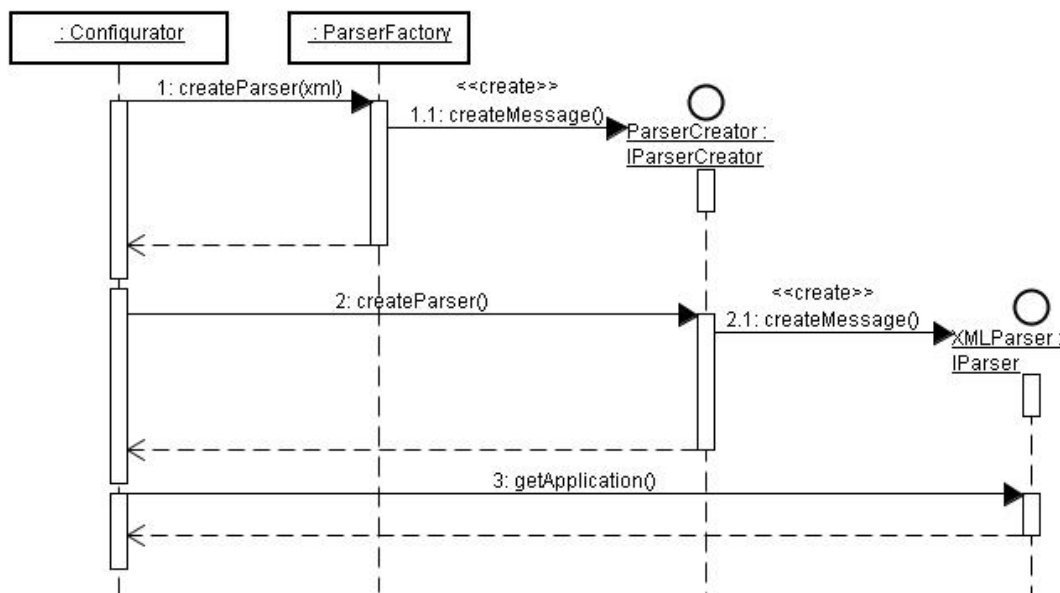 : Configurator
: ParserFactory
1: createParser(xml)
<<create>>
1.1: createMessage()
ParserCreator :
IParserCreator
2: createParser()
<<create>>
2.1: createMessage()
XMLParser :
IParser
3: getApplication()